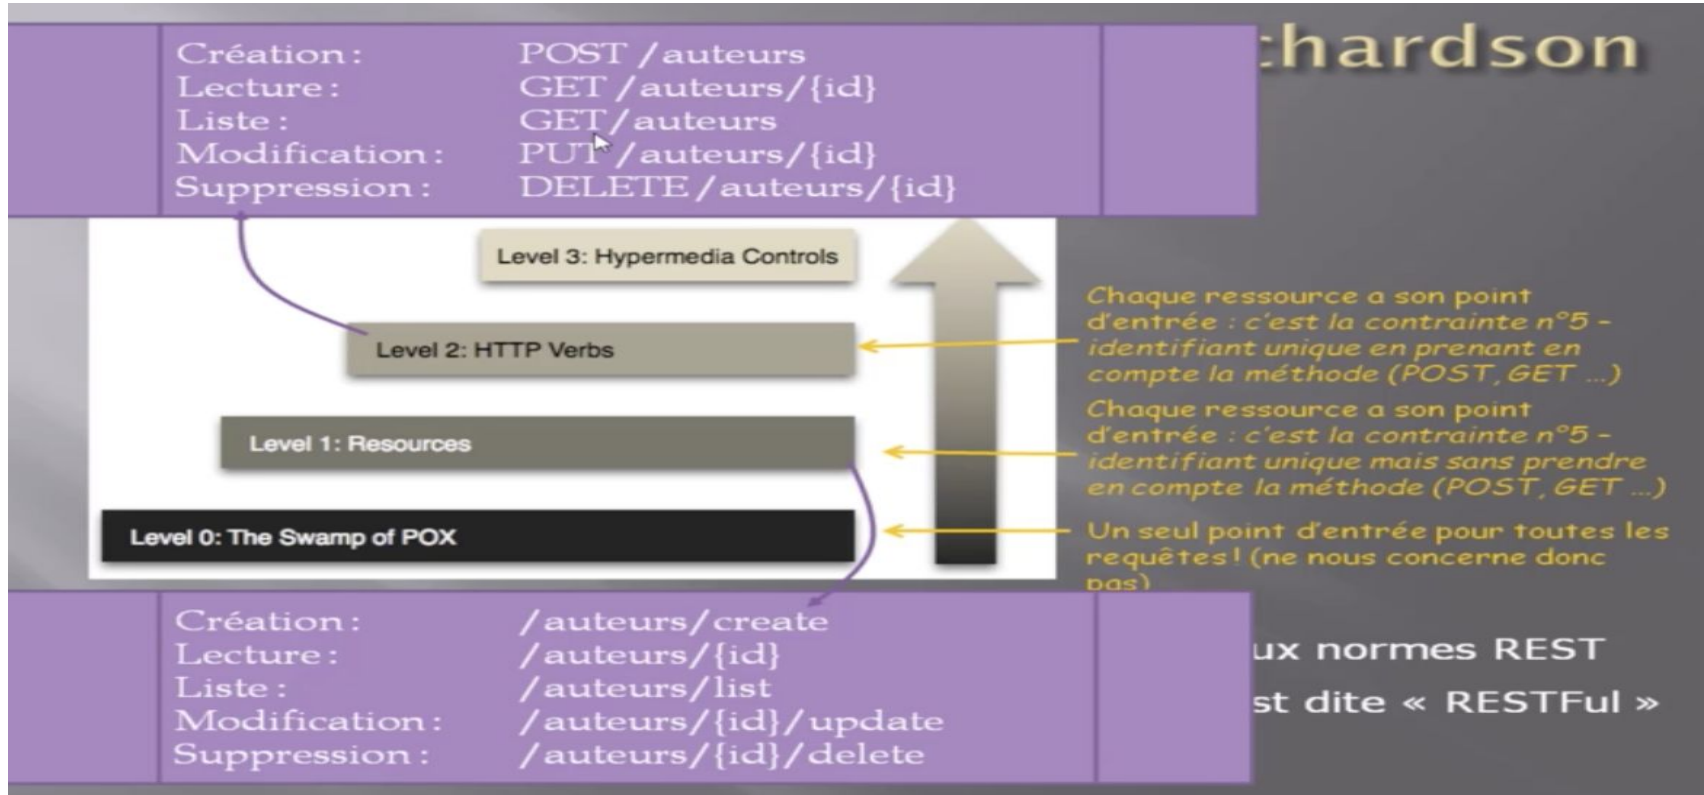 chardson
Création : POST /auteurs
Lecture : GET /auteurs/{id}
Liste : GET /auteurs
Modification : PUT /auteurs/{id}
Suppression : DELETE /auteurs/{id}
Level 3: Hypermedia Controls
Level 2: HTTP Verbs
Level 1: Resources
Level 0: The Swamp of POX
Chaque ressource a son point
d'entrée : c'est la contrainte n°5 –
identifiant unique en prenant en
compte la méthode (POST, GET ...)
Chaque ressource a son point
d'entrée : c'est la contrainte n°5 –
identifiant unique mais sans prendre
en compte la méthode (POST, GET ...)
Un seul point d'entrée pour toutes les
requêtes ! (ne nous concerne donc
pas)
Création : /auteurs/create
Lecture : /auteurs/{id}
Liste : /auteurs/list
Modification : /auteurs/{id}/update
Suppression : /auteurs/{id}/delete
ux normes REST
st dite « RESTFul »